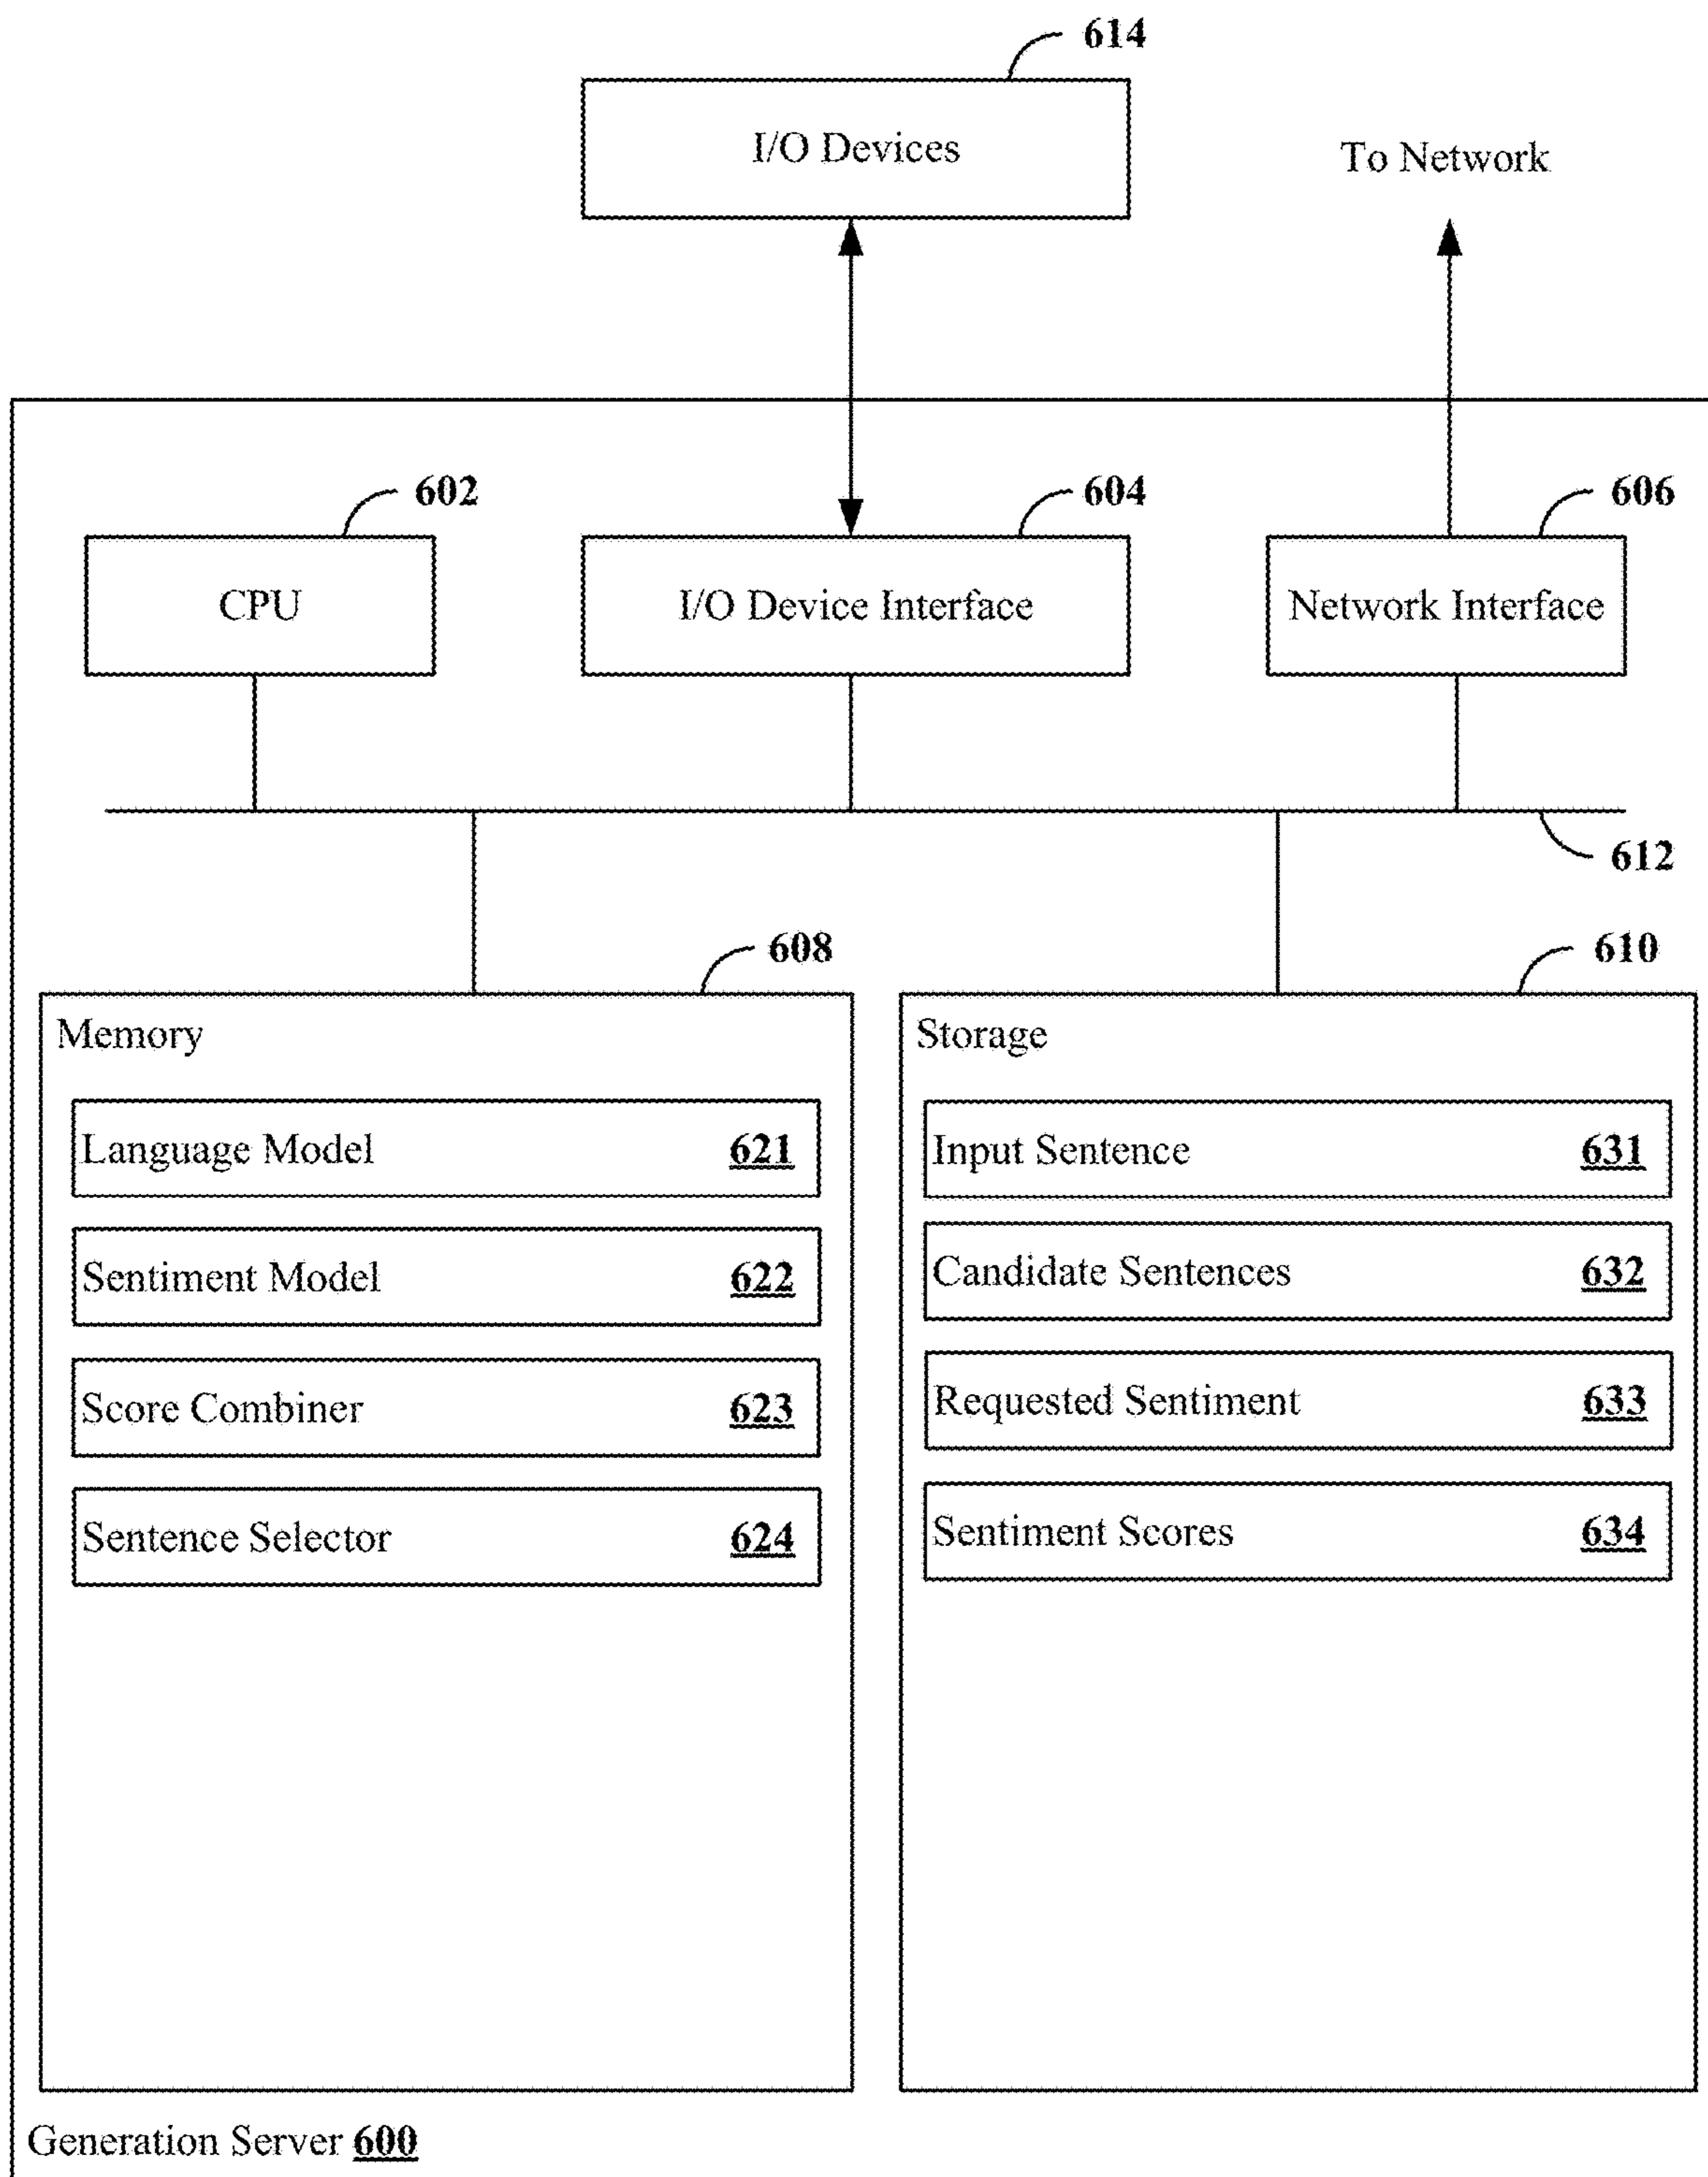 614
I/O Devices
To Network
602
604
606
CPU
I/O Device Interface
Network Interface
612
608
610
Memory
Language Model 621
Sentiment Model 622
Score Combiner 623
Sentence Selector 624
Storage
Input Sentence 631
Candidate Sentences 632
Requested Sentiment 633
Sentiment Scores 634
Generation Server 600